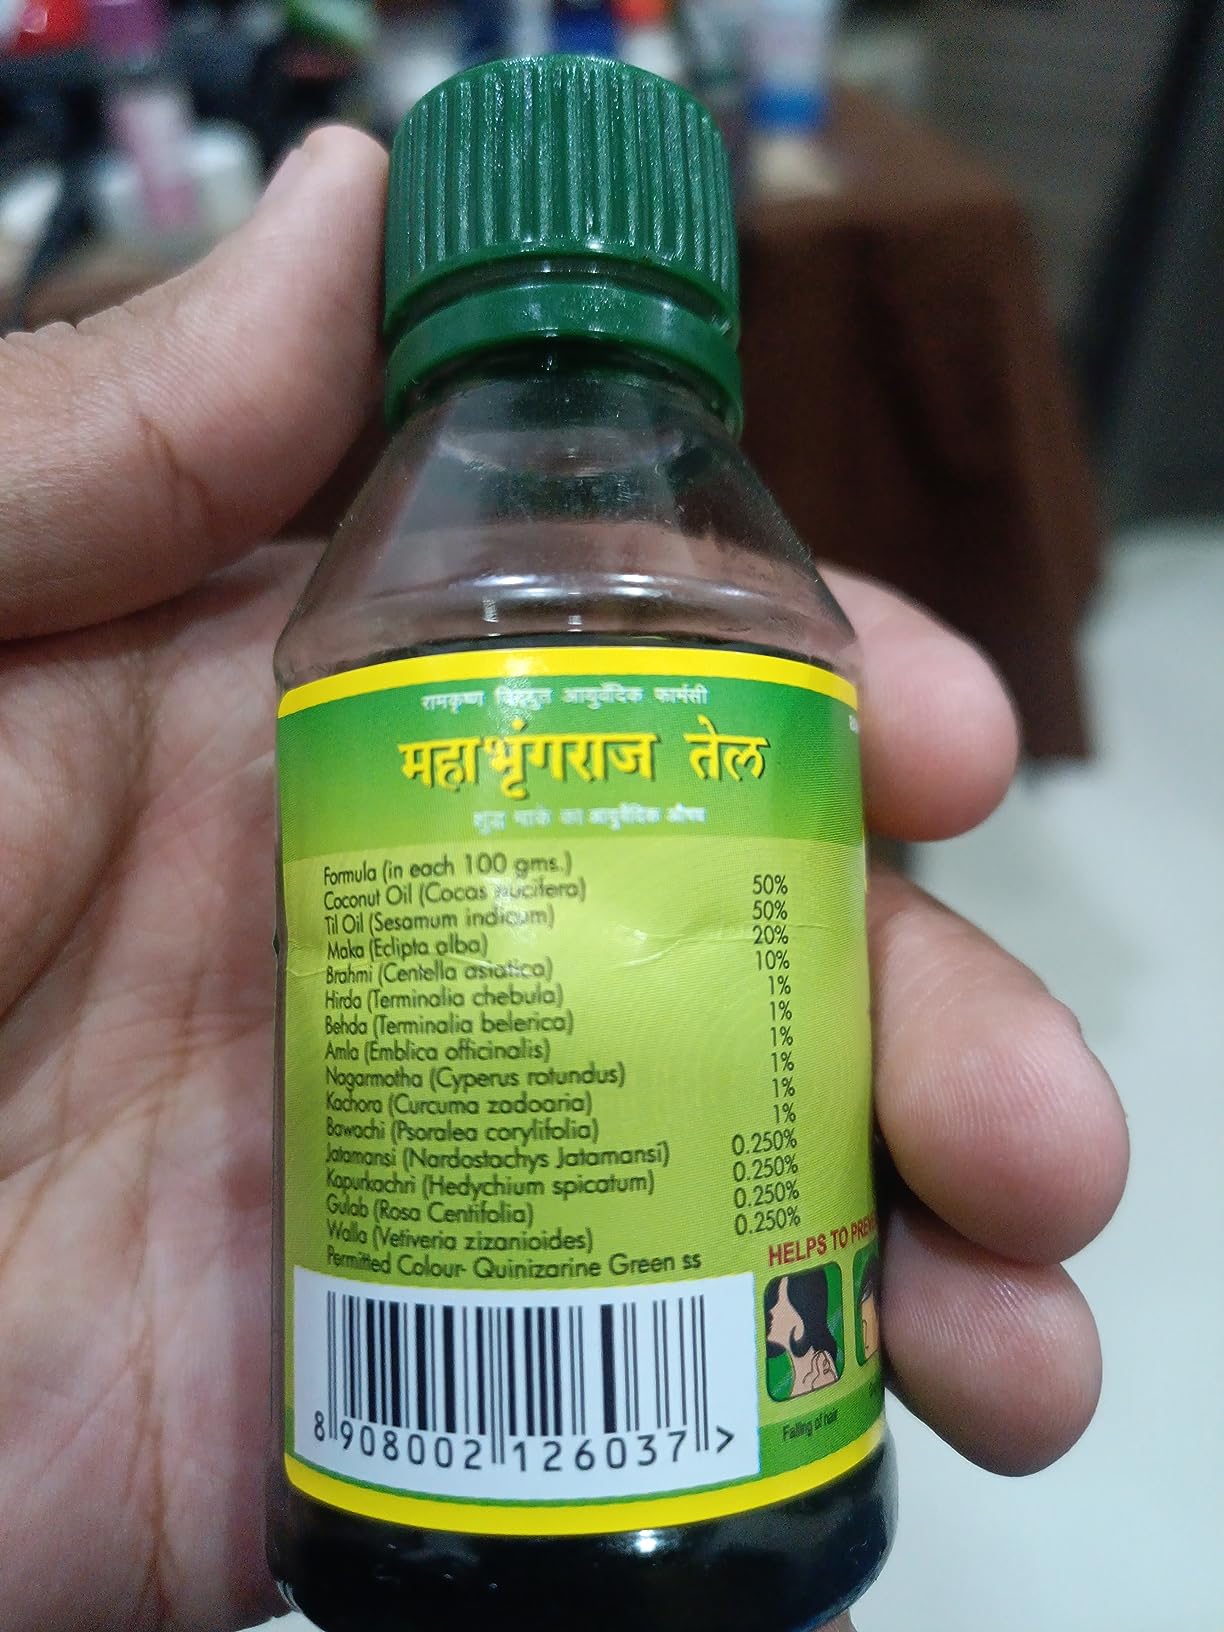 रामकृष्ण विद्युत आयुर्वेदिक फार्मसी
महाभृंगराज तेल
शुद्ध मार्क का आयुर्वेदिक औषध
Formula (in each 100 gms.)
Coconut Oil (Cocos nucifera) 50%
Til Oil (Sesamum indicum) 50%
Maka (Eclipta alba) 20%
Brahmi (Centella asiatica) 10%
Hirda (Terminalia chebula) 1%
Behda (Terminalia belerica) 1%
Amla (Emblica officinalis) 1%
Nagarmotha (Cyperus rotundus) 1%
Kachora (Curcuma zadoaria) 1%
Bawachi (Psoralea corylifolia) 1%
Jatamansi (Nardostachys Jatamansi) 0.250%
Kapurkachri (Hedychium spicatum) 0.250%
Gulab (Rosa Centifolia) 0.250%
Walla (Vetiveria zizanioides) 0.250%
Permitted Colour- Quinizarine Green ss
HELPS TO
Falling of hair
8 908002 126037 >